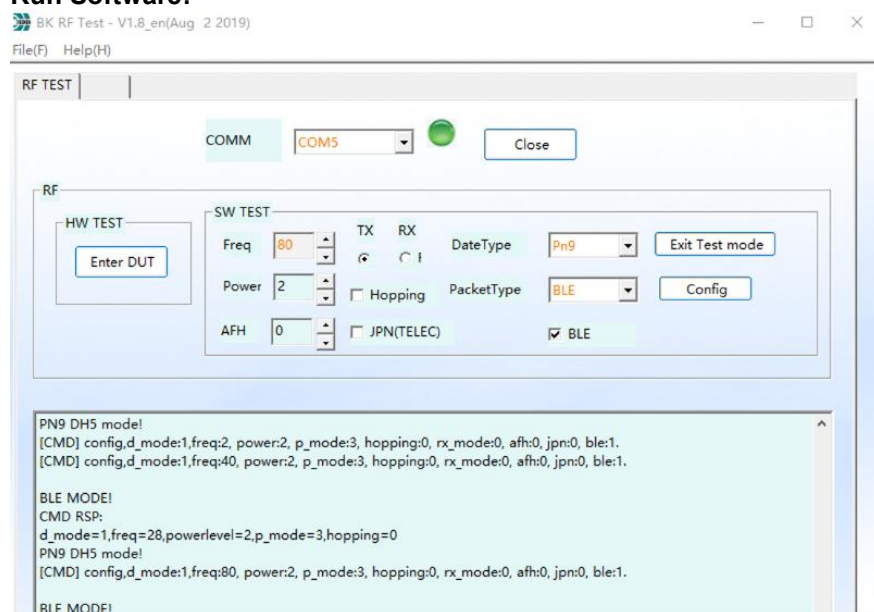 Run Software:
BK RF Test - V1.8_en(Aug 2 2019)
File(F) Help(H)
RF TEST
COMM COM5 Close
RF
HW TEST
Enter DUT
SW TEST
Freq 80 TX RX DateType Pn9 Exit Test mode
Power 2 Hopping PacketType BLE Config
AFH 0 JPN(TELEC) BLE
PN9 DH5 mode!
[CMD] config,d_mode:1,freq:2, power:2, p_mode:3, hopping:0, rx_mode:0, afh:0, jpn:0, ble:1.
[CMD] config,d_mode:1,freq:40, power:2, p_mode:3, hopping:0, rx_mode:0, afh:0, jpn:0, ble:1.
BLE MODE!
CMD RSP:
d_mode=1,freq=28,powerlevel=2,p_mode=3,hopping=0
PN9 DH5 mode!
[CMD] config,d_mode:1,freq:80, power:2, p_mode:3, hopping:0, rx_mode:0, afh:0, jpn:0, ble:1.
BLE MODE!